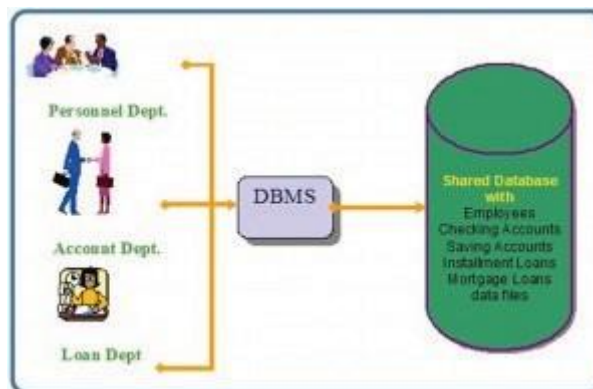 Personnel Dept.
Account Dept.
Loan Dept
DBMS
Shared Database
with
Employees
Checking Accounts
Saving Accounts
Installment Loans
Mortgage Loans
data files